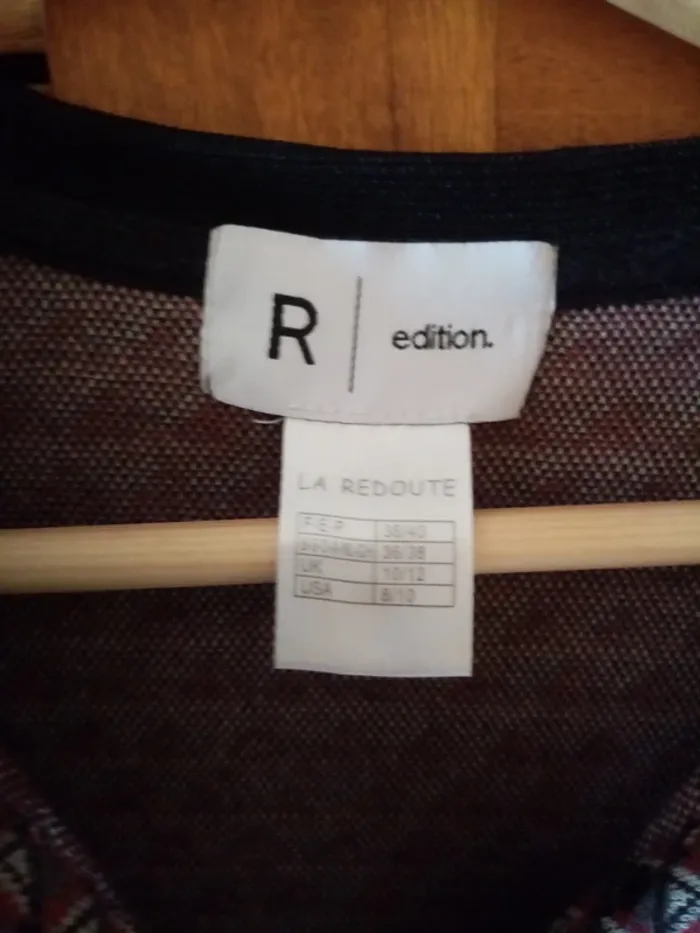 R | edition.
LA REDOUTE
F.E.P 38/40
36/38
UK 10/12
USA 8/10